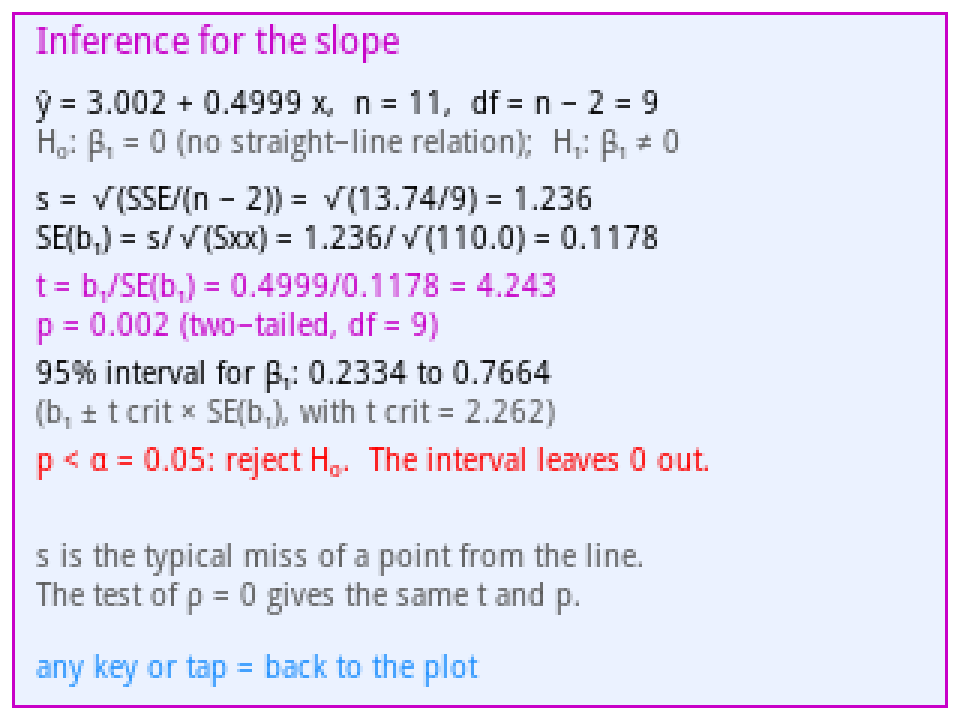 Inference for the slope
ŷ = 3.002 + 0.4999 x,  n = 11,  df = n − 2 = 9
H₀: β₁ = 0 (no straight−line relation);  H₁: β₁ ≠ 0
s =  √(SSE/(n − 2)) =  √(13.74/9) = 1.236
SE(b₁) = s/ √(Sxx) = 1.236/ √(110.0) = 0.1178
t = b₁/SE(b₁) = 0.4999/0.1178 = 4.243
p = 0.002 (two−tailed, df = 9)
95% interval for β₁: 0.2334 to 0.7664
(b₁ ± t crit × SE(b₁), with t crit = 2.262)
p < α = 0.05: reject H₀.  The interval leaves 0 out.
s is the typical miss of a point from the line.
The test of ρ = 0 gives the same t and p.
any key or tap = back to the plot